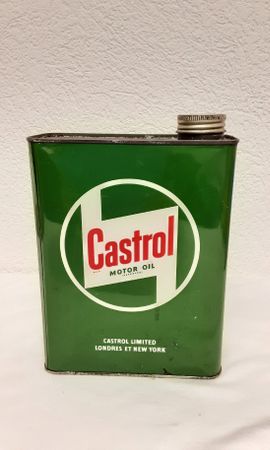 Castrol
MOTOR OIL
CASTROL LIMITED
LONDRES ET NEW YORK